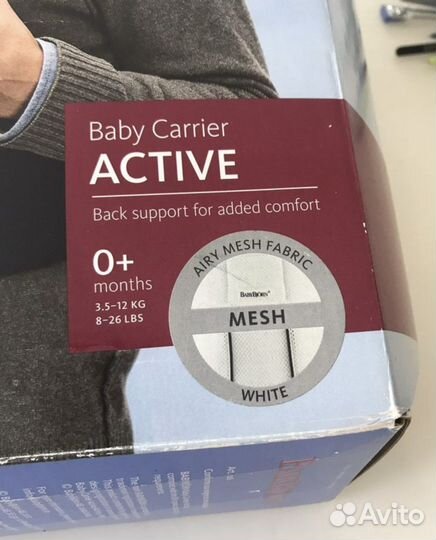 Baby Carrier
ACTIVE
Back support for added comfort
0+
months
3.5–12 KG
8–26 LBS
AIRY MESH FABRIC
BABYBJÖRN
MESH
WHITE
Avito